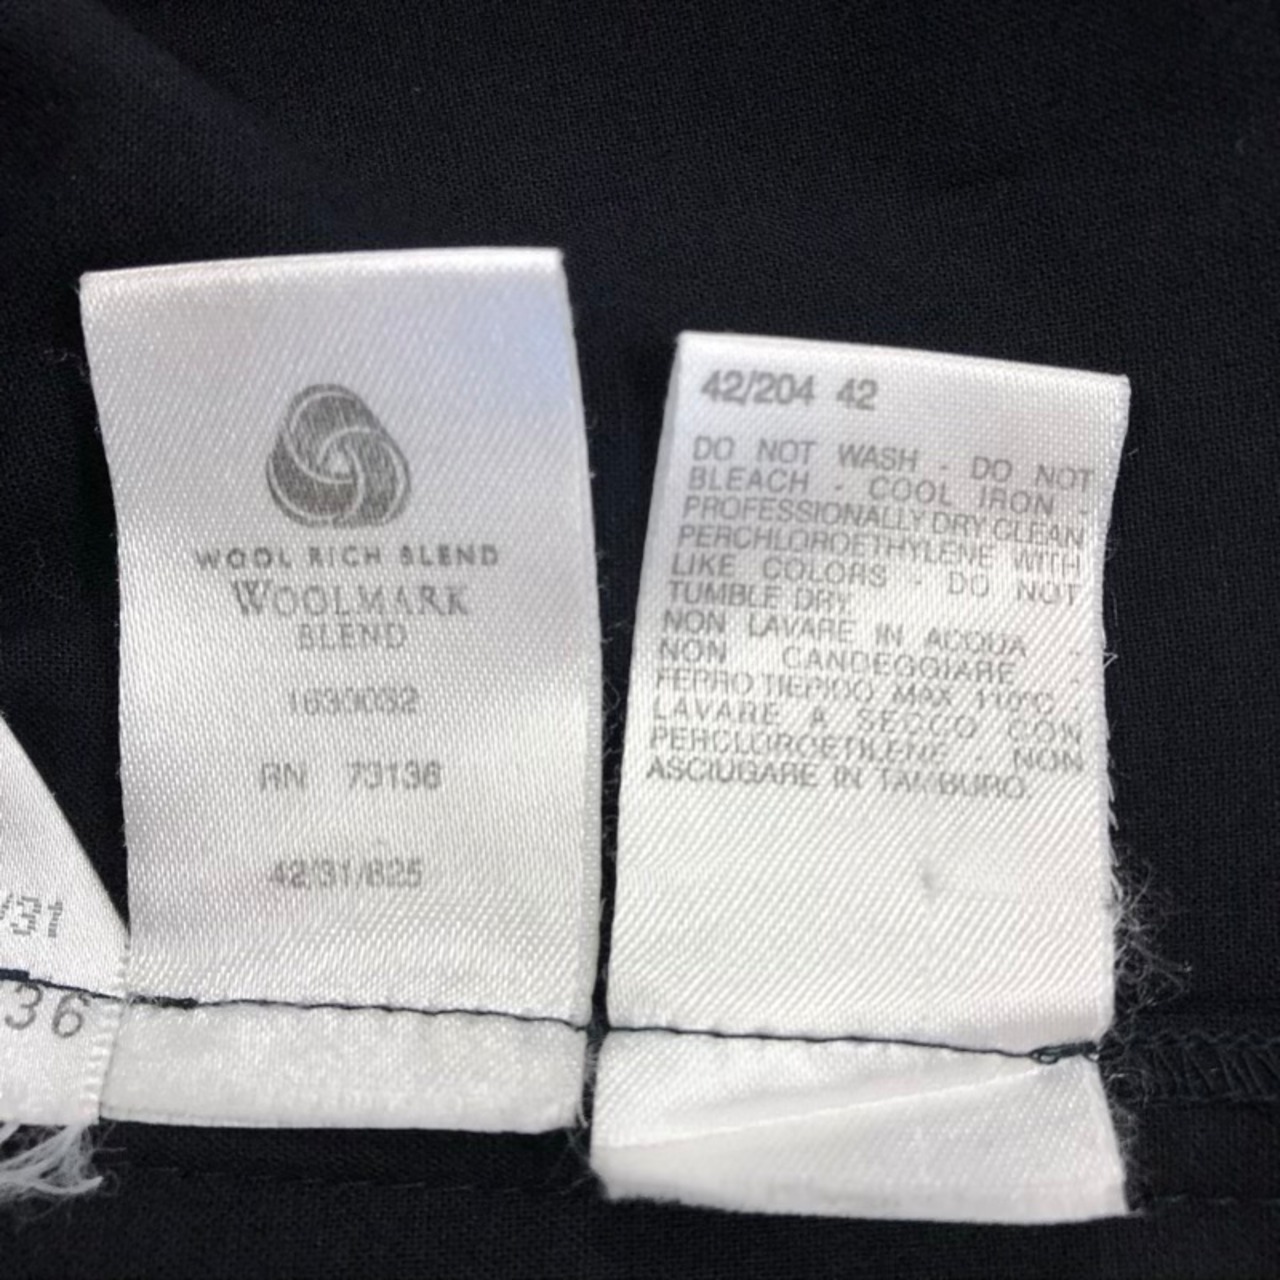 WOOL RICH BLEND
WOOLMARK
BLEND
1630032
RN 73136
42/31/825
42/204 42
DO NOT WASH - DO NOT
BLEACH - COOL IRON -
PROFESSIONALLY DRY CLEAN
PERCHLOROETHYLENE WITH
LIKE COLORS - DO NOT
TUMBLE DRY.
NON LAVARE IN ACQUA -
NON CANDEGGIARE -
FERRO TIEPIDO MAX 110°C
LAVARE A SECCO CON
PERCLOROETILENE - NON
ASCIUGARE IN TAMBURO.
36